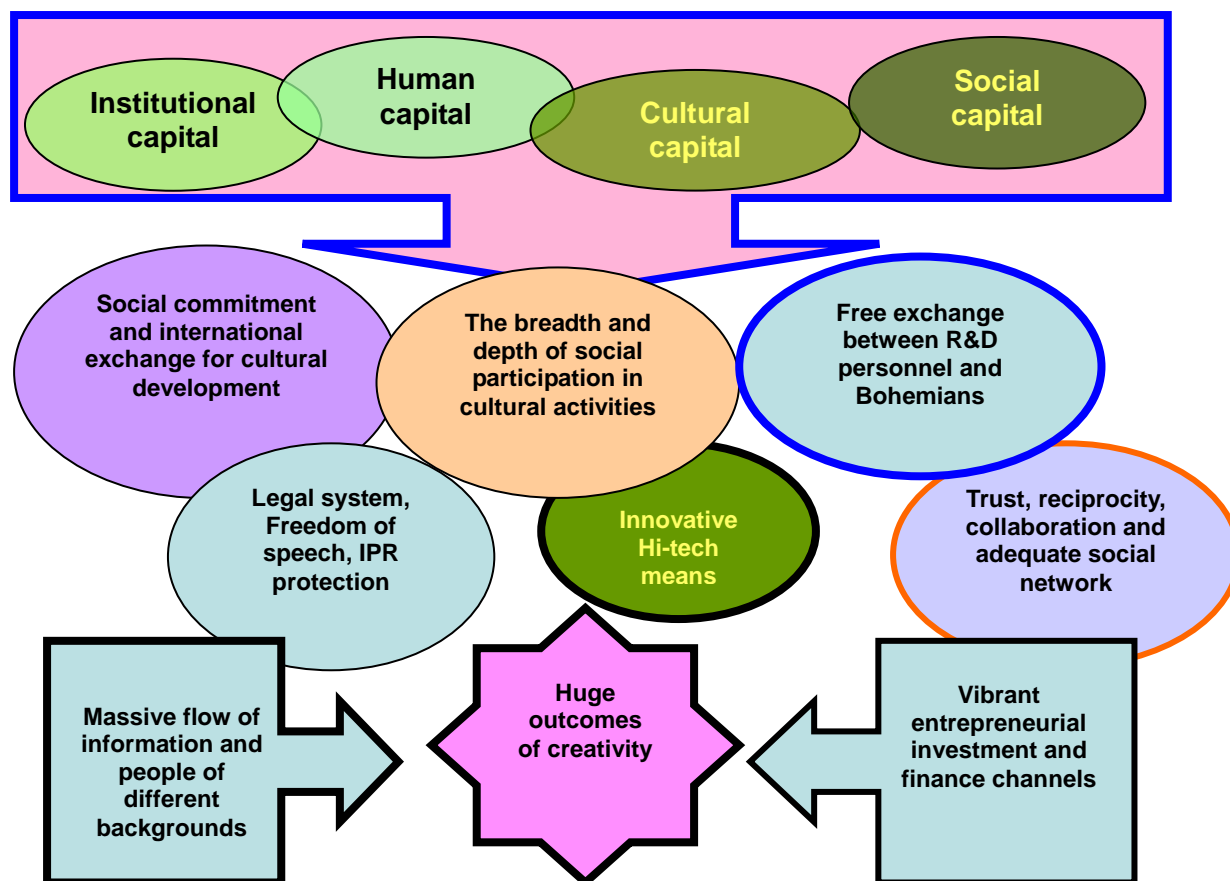 Institutional
capital
Human
capital
Cultural
capital
Social
capital
Social commitment
and international
exchange for cultural
development
The breadth and
depth of social
participation in
cultural activities
Free exchange
between R&D
personnel and
Bohemians
Legal system,
Freedom of
speech, IPR
protection
Innovative
Hi-tech
means
Trust, reciprocity,
collaboration and
adequate social
network
Massive flow of
information and
people of
different
backgrounds
Huge
outcomes
of creativity
Vibrant
entrepreneurial
investment and
finance channels